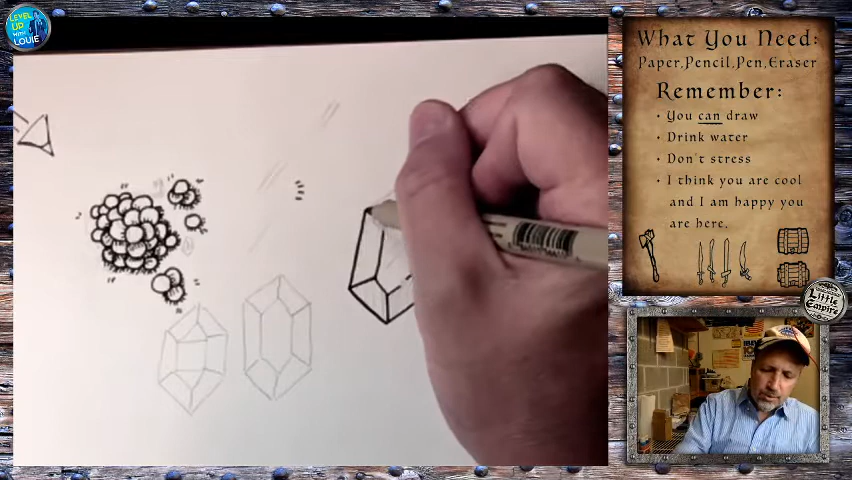 LEVEL
UP
WITH
LOUIE
What You Need:
Paper,Pencil,Pen,Eraser
Remember:
• You can draw
• Drink water
• Don't stress
• I think you are cool
and I am happy you
are here.
Little
Empire